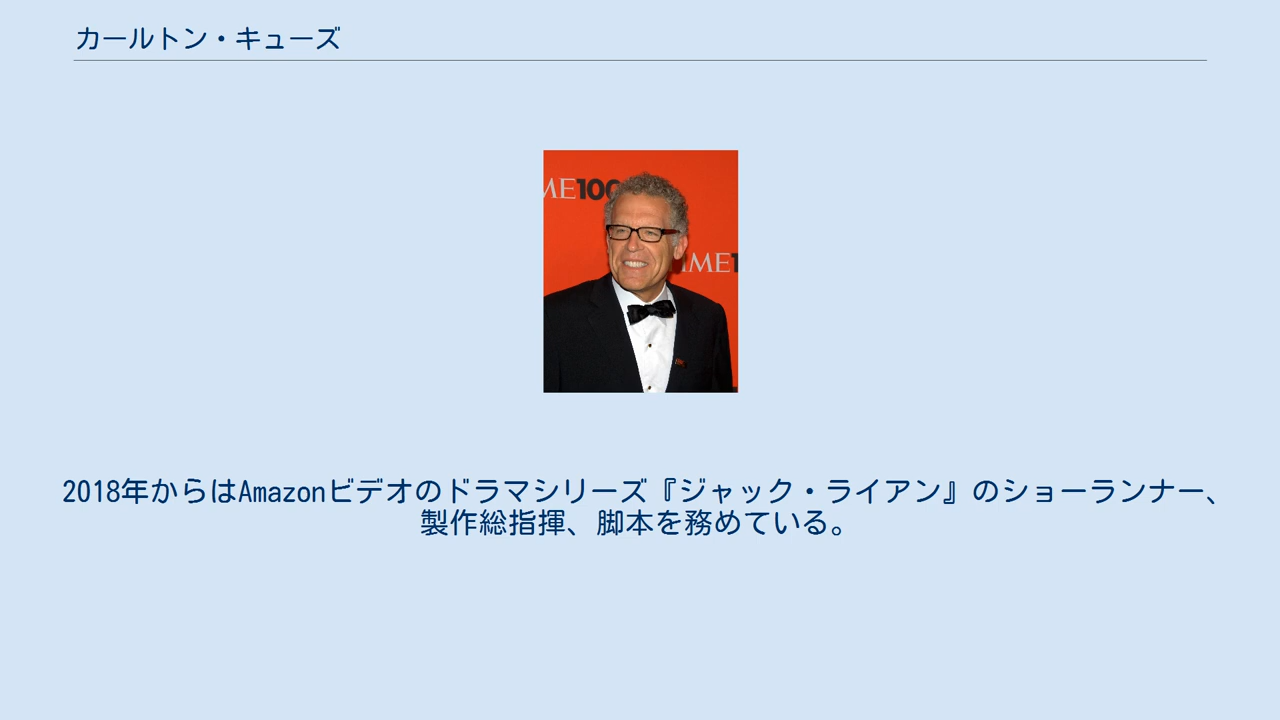 カールトン・キューズ
ME100
IME1
2018年からはAmazonビデオのドラマシリーズ『ジャック・ライアン』のショーランナー、
製作総指揮、脚本を務めている。